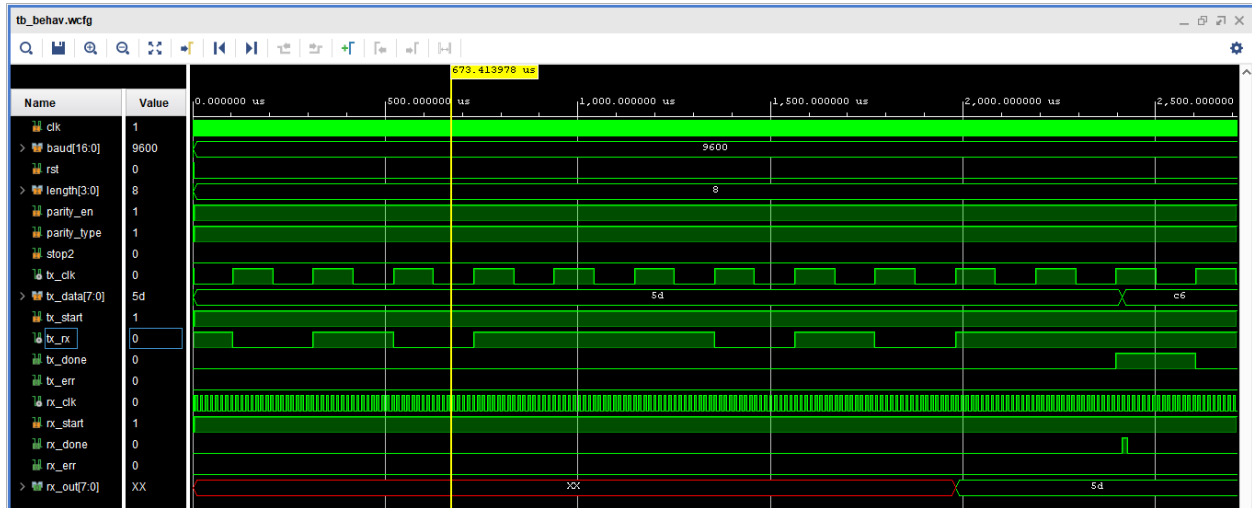 tb_behav.wcfg
673.413978 us
Name Value 0.000000 us 500.000000 us 1,000.000000 us 1,500.000000 us 2,000.000000 us 2,500.000000
clk 1
baud[16:0] 9600 9600
rst 0
length[3:0] 8 8
parity_en 1
parity_type 1
stop2 0
tx_clk 0
tx_data[7:0] 5d 5d c6
tx_start 1
tx_rx 0
tx_done 0
tx_err 0
rx_clk 0
rx_start 1
rx_done 0
rx_err 0
rx_out[7:0] XX XX 5d